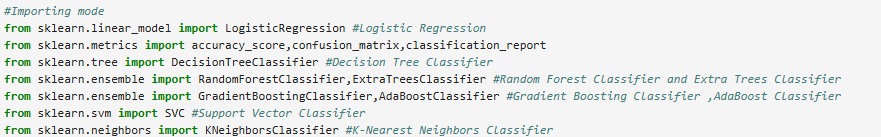 #Importing mode
from sklearn.linear_model import LogisticRegression #Logistic Regression
from sklearn.metrics import accuracy_score,confusion_matrix,classification_report
from sklearn.tree import DecisionTreeClassifier #Decision Tree Classifier
from sklearn.ensemble import RandomForestClassifier,ExtraTreesClassifier #Random Forest Classifier and Extra Trees Classifier
from sklearn.ensemble import GradientBoostingClassifier,AdaBoostClassifier #Gradient Boosting Classifier ,AdaBoost Classifier
from sklearn.svm import SVC #Support Vector Classifier
from sklearn.neighbors import KNeighborsClassifier #K-Nearest Neighbors Classifier